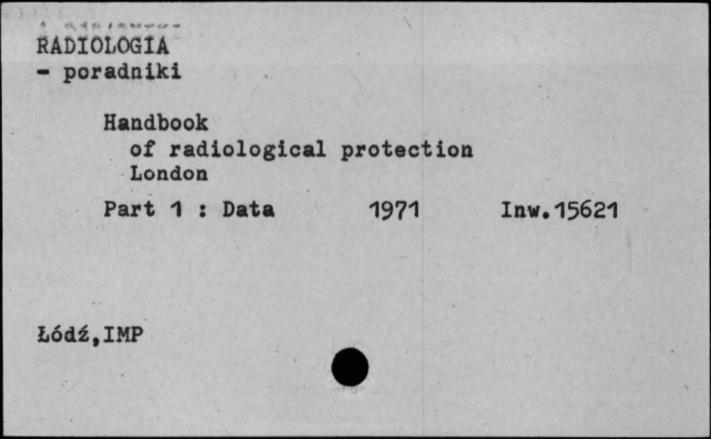 RADIOLOGIA
- poradniki
Handbook
of radiological protection
London
Part 1 : Data 1971 Inw.15621
Łódź,IMP